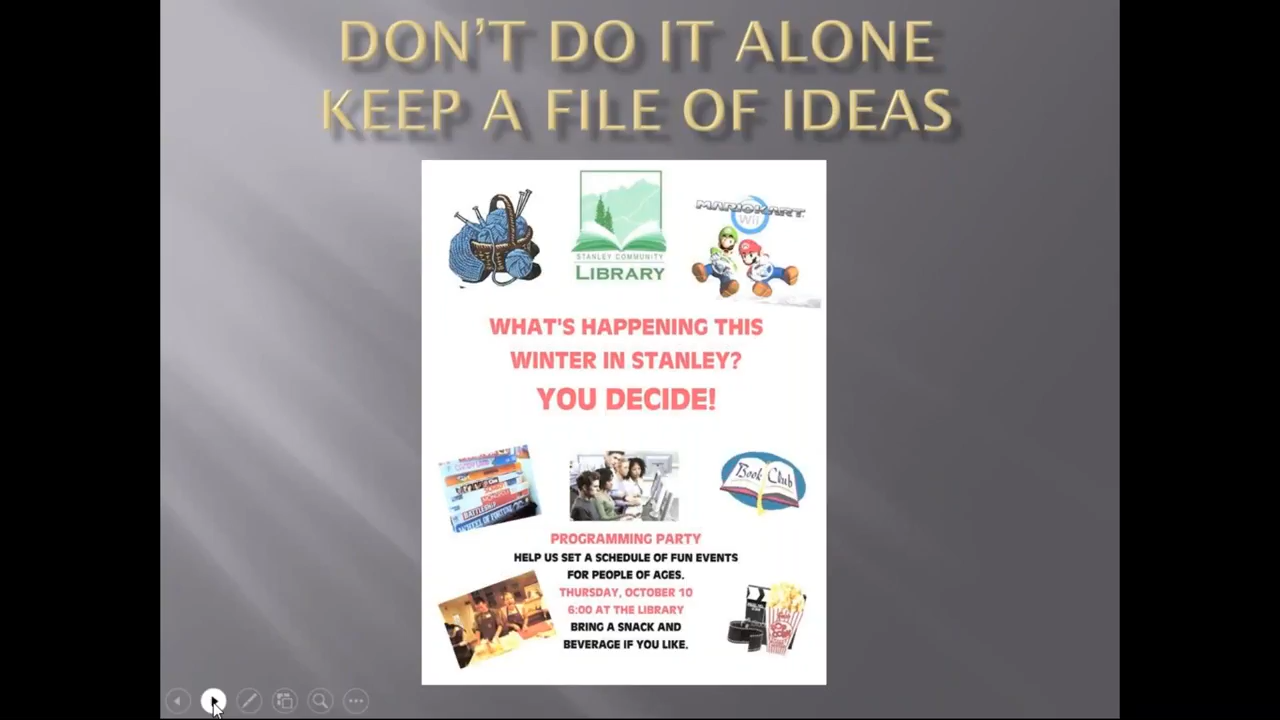 DON'T DO IT ALONE
KEEP A FILE OF IDEAS
MARIOKART
Wii
STANLEY COMMUNITY
LIBRARY
WHAT'S HAPPENING THIS
WINTER IN STANLEY?
YOU DECIDE!
BATTLESHIP
Book Club
PROGRAMMING PARTY
HELP US SET A SCHEDULE OF FUN EVENTS
FOR PEOPLE OF AGES.
THURSDAY, OCTOBER 10
6:00 AT THE LIBRARY
BRING A SNACK AND
BEVERAGE IF YOU LIKE.